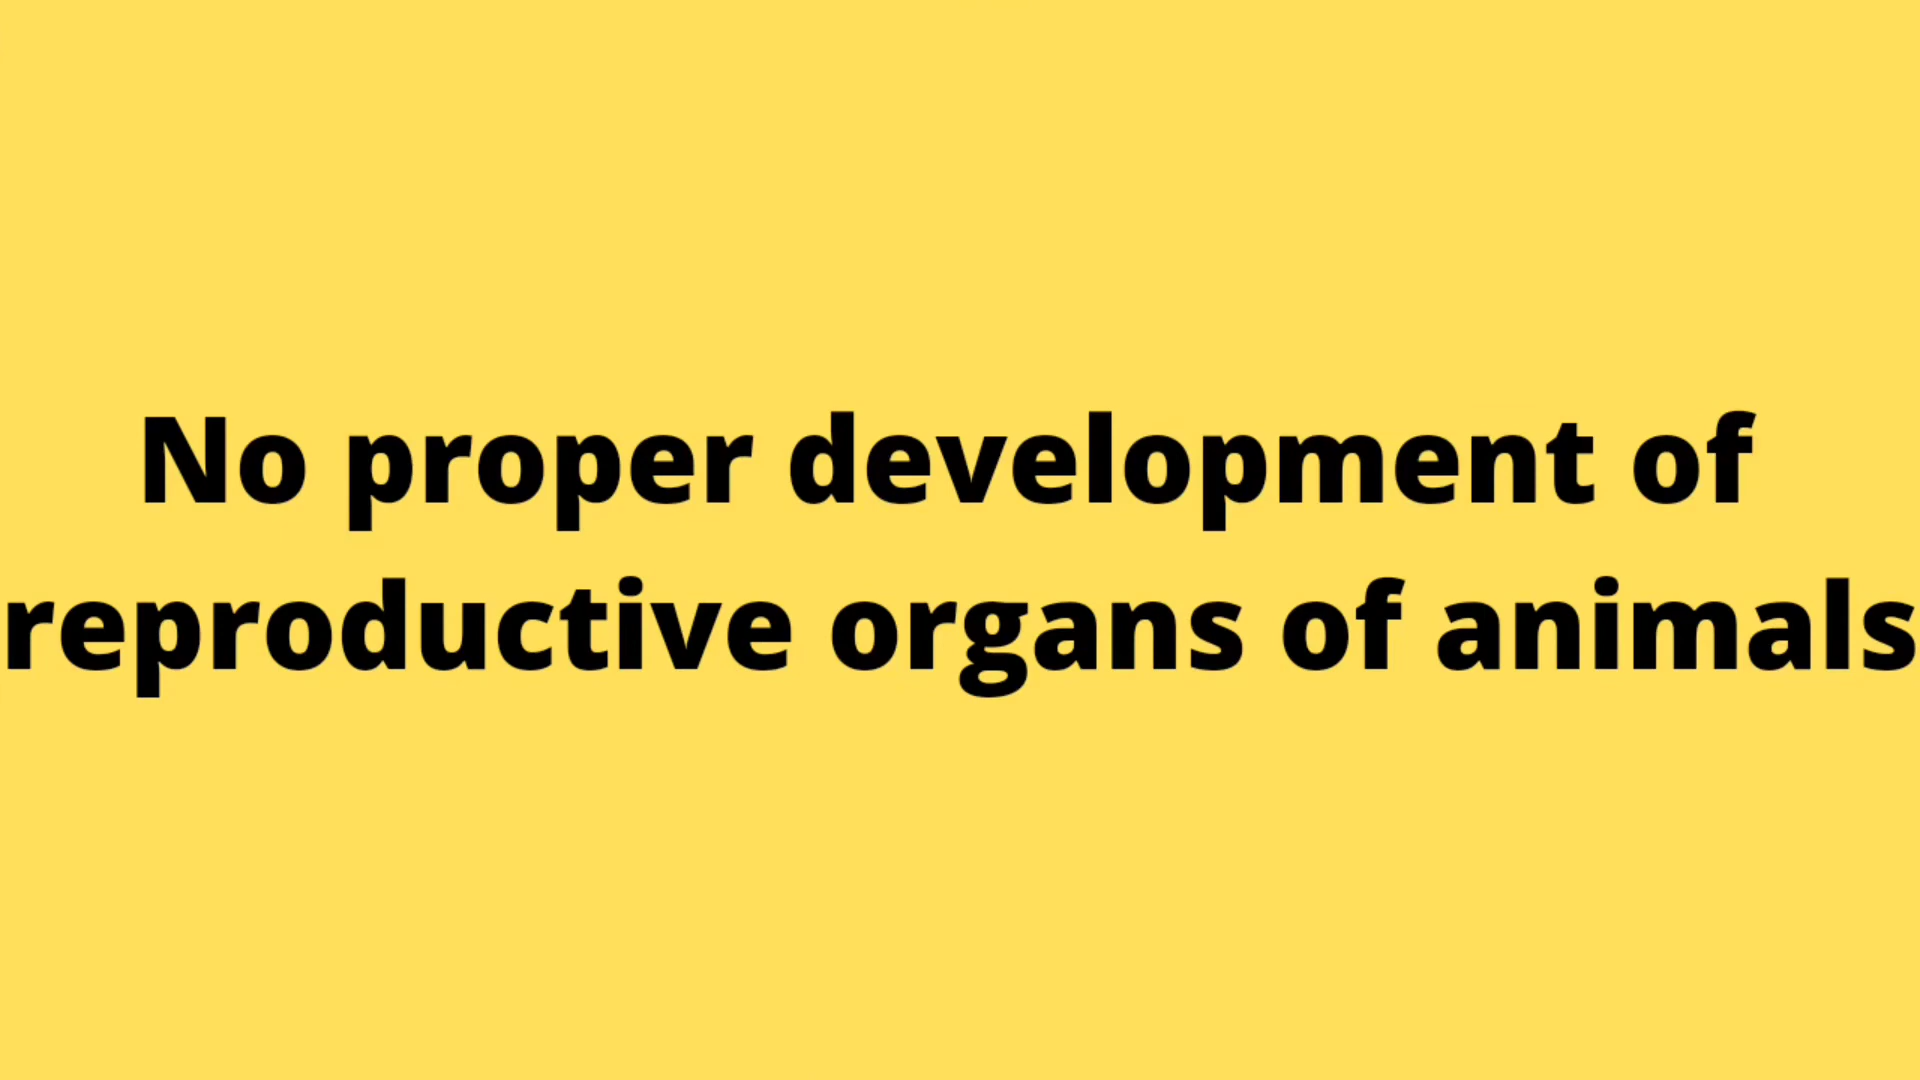 No proper development of
reproductive organs of animals